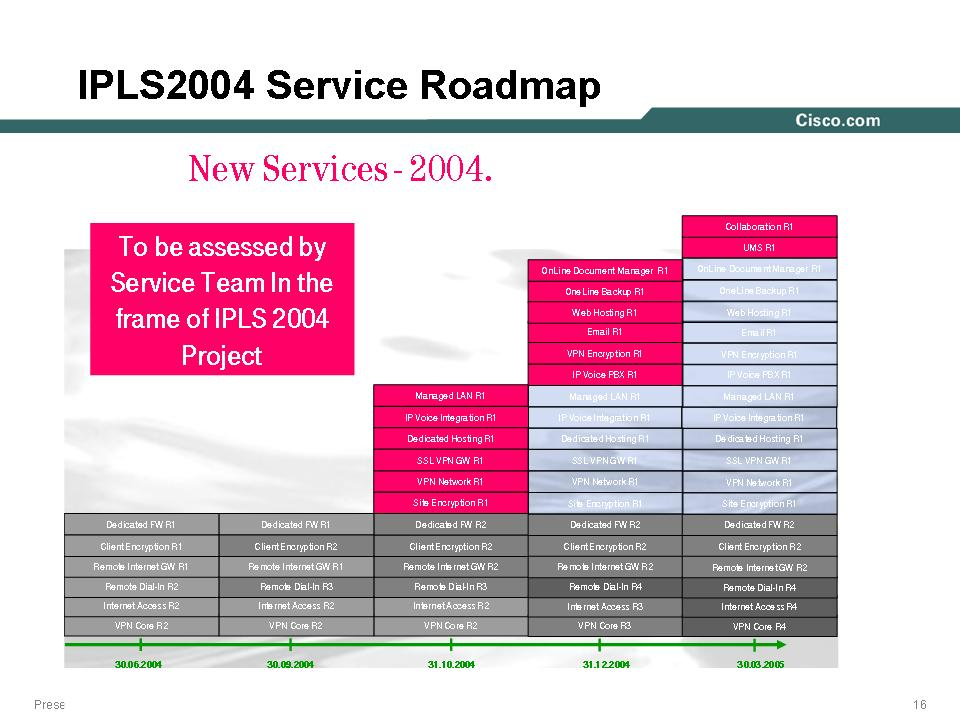 IPLS2004 Service Roadmap
Cisco.com
New Services - 2004.
To be assessed by
Service Team In the
frame of IPLS 2004
Project
Dedicated FW R1
Client Encryption R1
Remote Internet GW R1
Remote Dial-In R2
Internet Access R2
VPN Core R2
30.06.2004
Dedicated FW R1
Client Encryption R2
Remote Internet GW R1
Remote Dial-In R3
Internet Access R2
VPN Core R2
30.09.2004
Managed LAN R1
IP Voice Integration R1
Dedicated Hosting R1
SSL VPN GW R1
VPN Network R1
Site Encryption R1
Dedicated FW R2
Client Encryption R2
Remote Internet GW R2
Remote Dial-In R3
Internet Access R2
VPN Core R2
31.10.2004
OnLine Document Manager R1
OneLine Backup R1
Web Hosting R1
Email R1
VPN Encryption R1
IP Voice PBX R1
Managed LAN R1
IP Voice Integration R1
Dedicated Hosting R1
SSL VPN GW R1
VPN Network R1
Site Encryption R1
Dedicated FW R2
Client Encryption R2
Remote Internet GW R2
Remote Dial-In R4
Internet Access R3
VPN Core R3
31.12.2004
Collaboration R1
UMS R1
OnLine Document Manager R1
OneLine Backup R1
Web Hosting R1
Email R1
VPN Encryption R1
IP Voice PBX R1
Managed LAN R1
IP Voice Integration R1
Dedicated Hosting R1
SSL VPN GW R1
VPN Network R1
Site Encryption R1
Dedicated FW R2
Client Encryption R2
Remote Internet GW R2
Remote Dial-In R4
Internet Access R4
VPN Core R4
30.03.2005
Prese
16